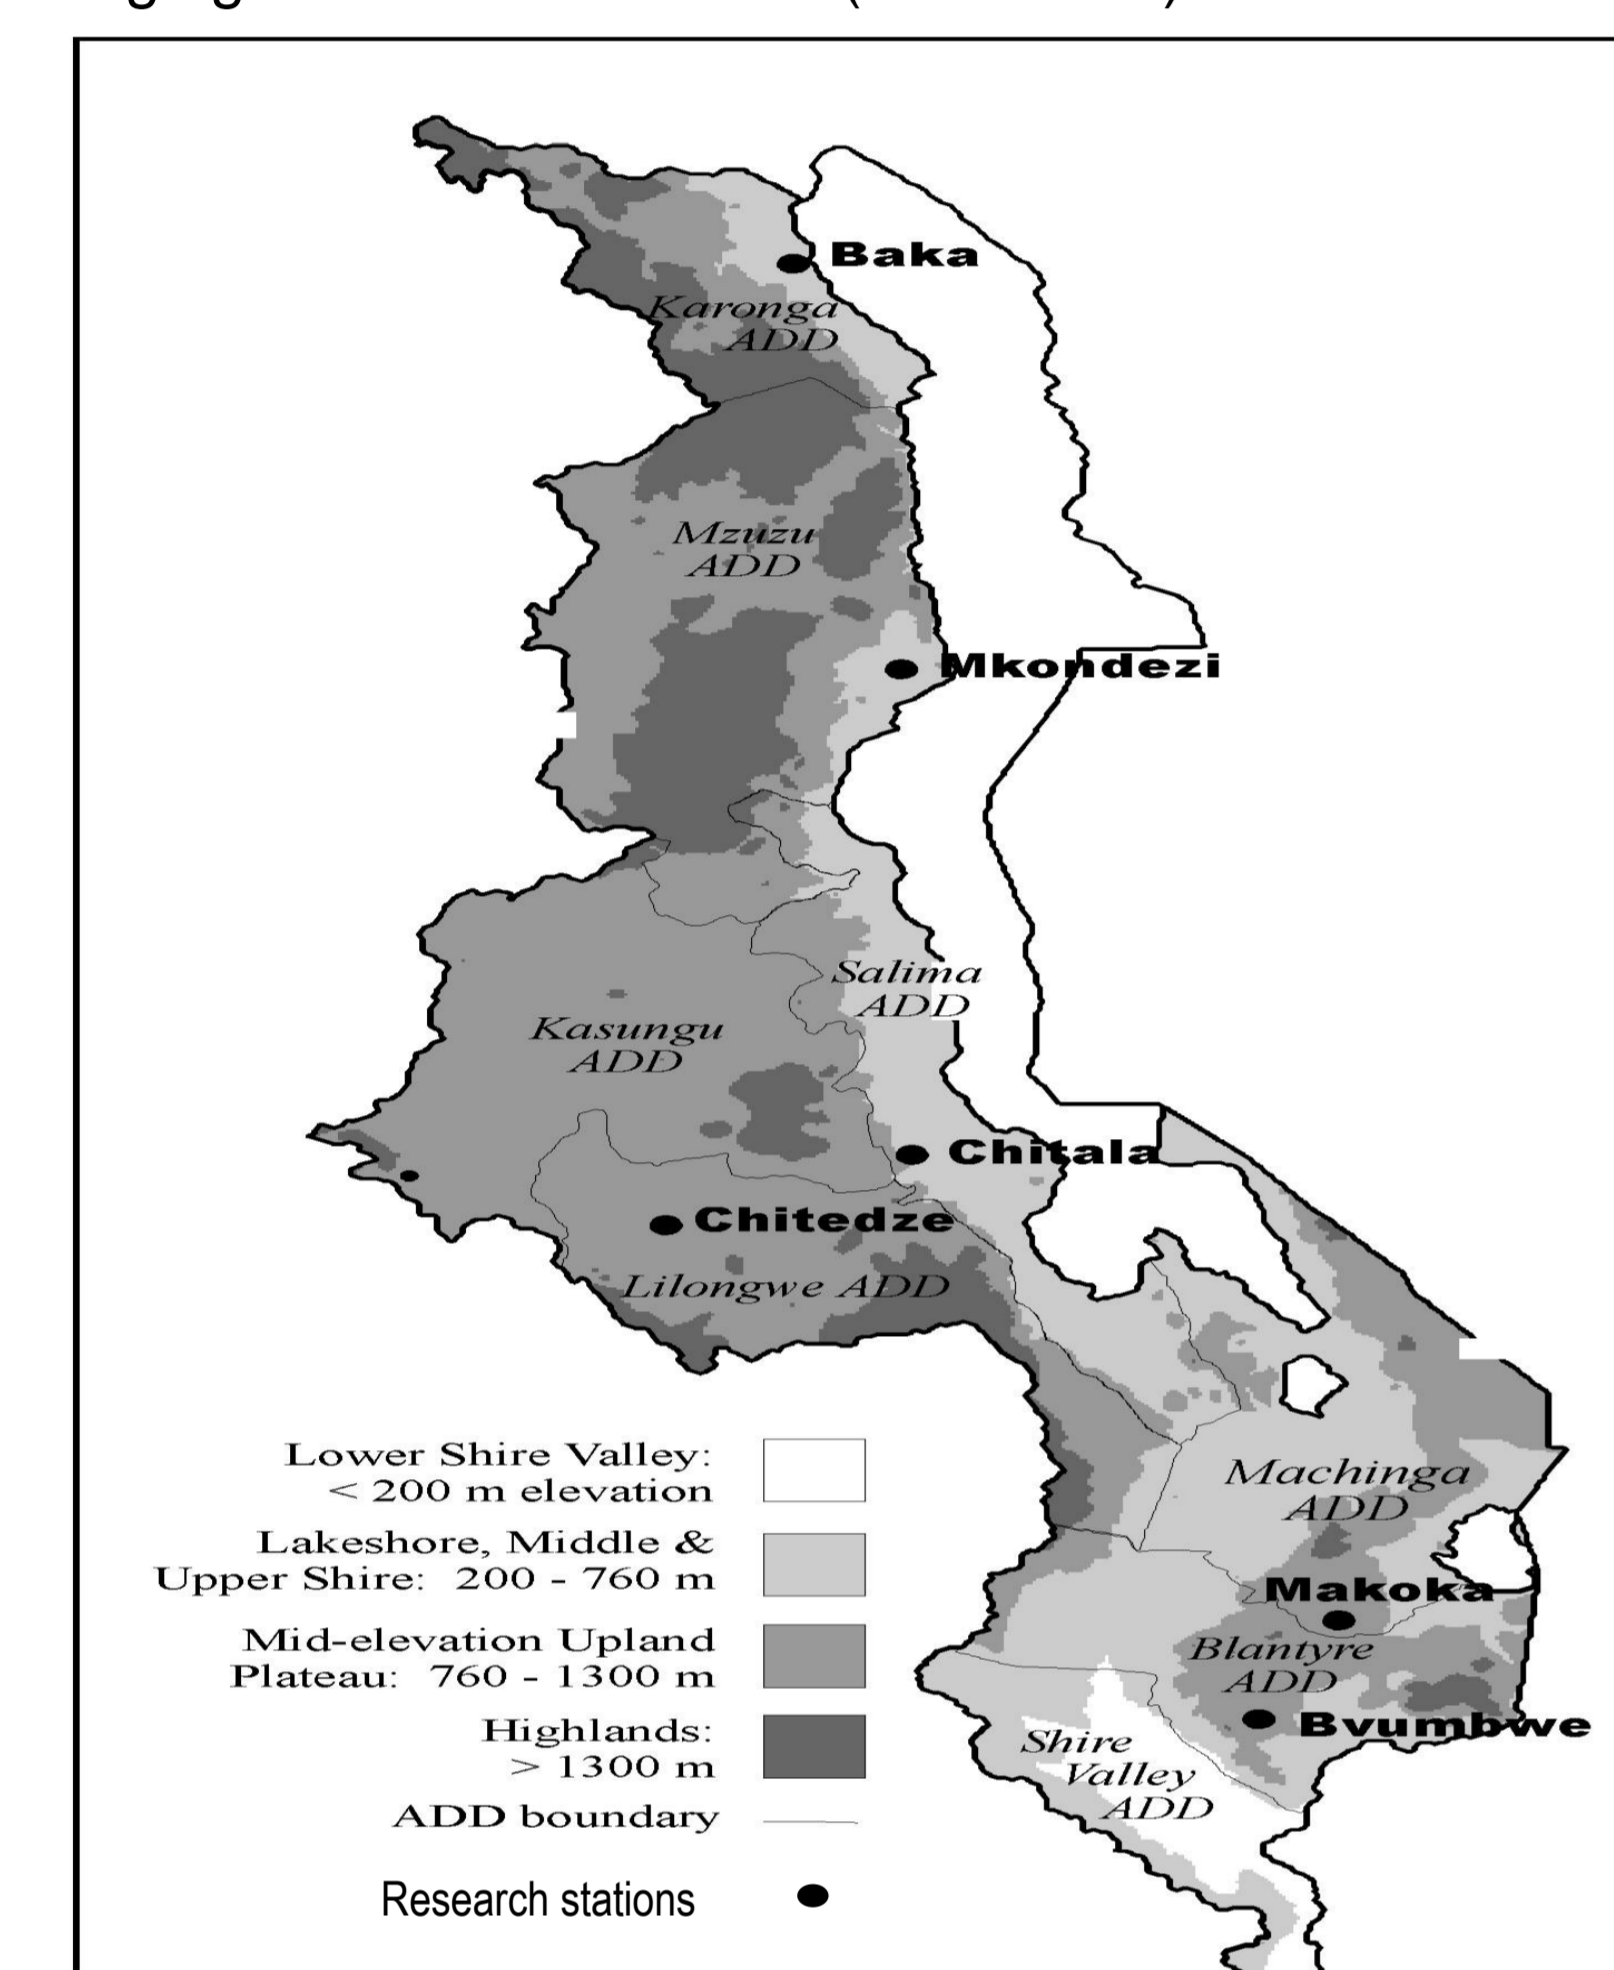 Baka
Karonga
ADD
Mzuzu
ADD
Mkondezi
Salima
ADD
Kasungu
ADD
Chitala
Chitedze
Lilongwe ADD
Lower Shire Valley:
< 200 m elevation
Lakeshore, Middle &
Upper Shire: 200 - 760 m
Mid-elevation Upland
Plateau: 760 - 1300 m
Highlands:
> 1300 m
ADD boundary
Research stations
Machinga
ADD
Makoka
Blantyre
ADD
Bvumbwe
Shire
Valley
ADD